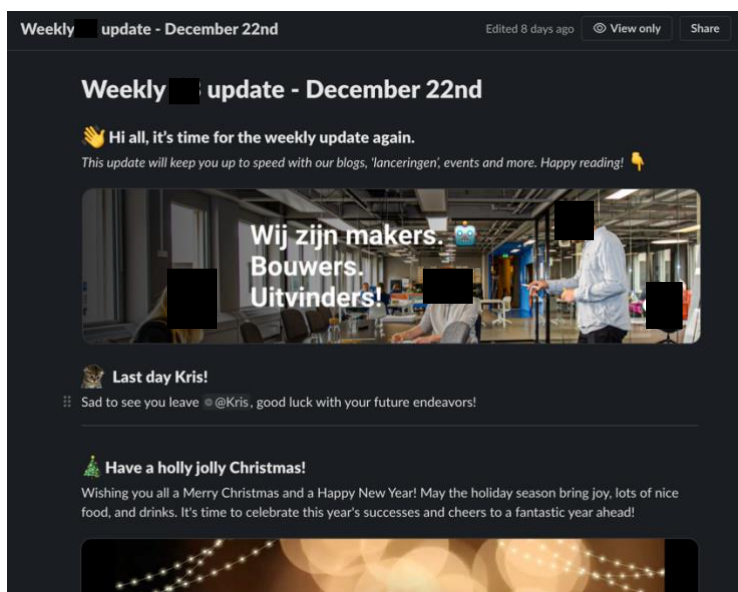 Weekly update - December 22nd
Edited 8 days ago
View only
Share
Weekly update - December 22nd
Hi all, it's time for the weekly update again.
This update will keep you up to speed with our blogs, 'lanceringen', events and more. Happy reading!
Wij zijn makers.
Bouwers.
Uitvinders!
Last day Kris!
Sad to see you leave @Kris, good luck with your future endeavors!
Have a holly jolly Christmas!
Wishing you all a Merry Christmas and a Happy New Year! May the holiday season bring joy, lots of nice
food, and drinks. It's time to celebrate this year's successes and cheers to a fantastic year ahead!